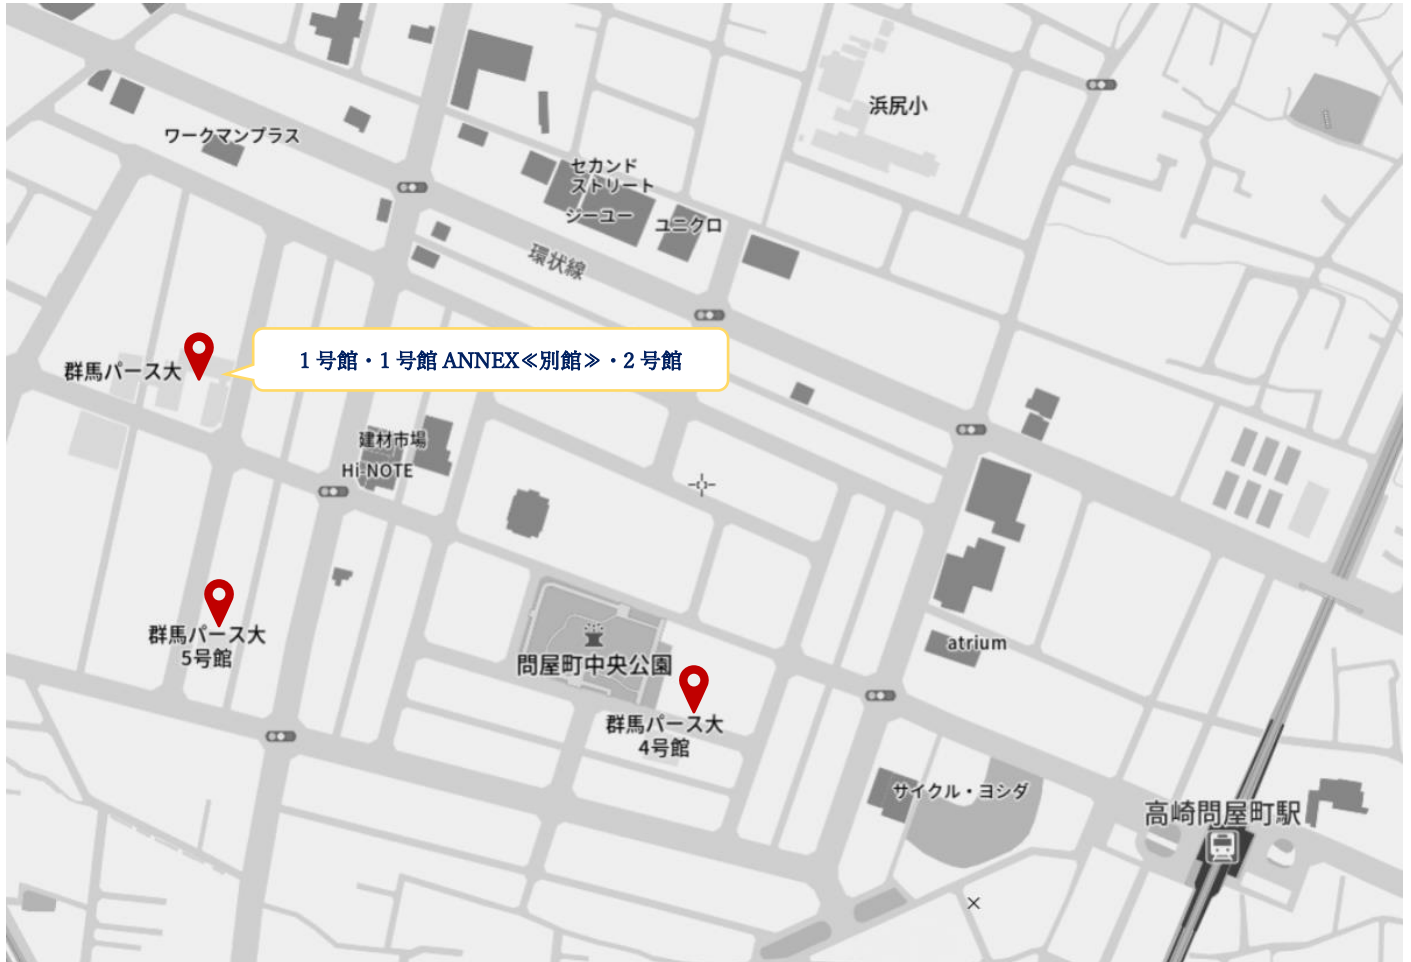 浜尻小
ワークマンプラス
セカンド
ストリート
ジーユー
ユニクロ
環状線
群馬パース大
1号館・1号館 ANNEX≪別館≫・2号館
建材市場
Hi-NOTE
群馬パース大
5号館
問屋町中央公園
atrium
群馬パース大
4号館
サイクル・ヨシダ
高崎問屋町駅